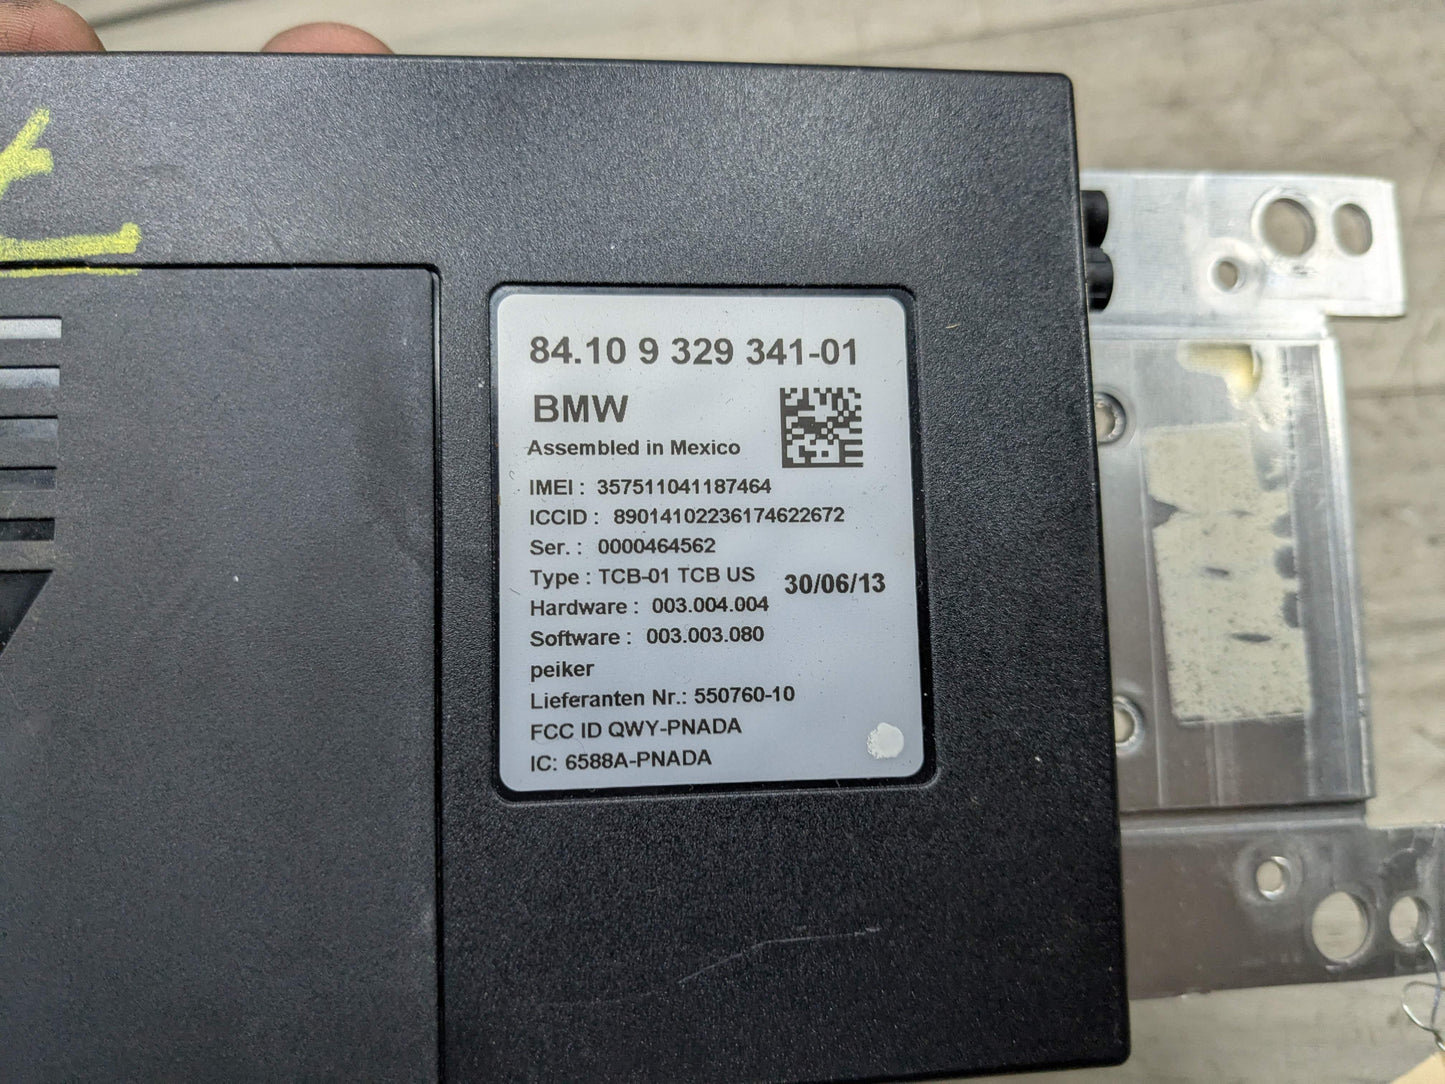 84.10 9 329 341-01
BMW
Assembled in Mexico
IMEI : 357511041187464
ICCID : 89014102236174622672
Ser. : 0000464562
Type : TCB-01 TCB US
30/06/13
Hardware : 003.004.004
Software : 003.003.080
peiker
Lieferanten Nr.: 550760-10
FCC ID QWY-PNADA
IC: 6588A-PNADA